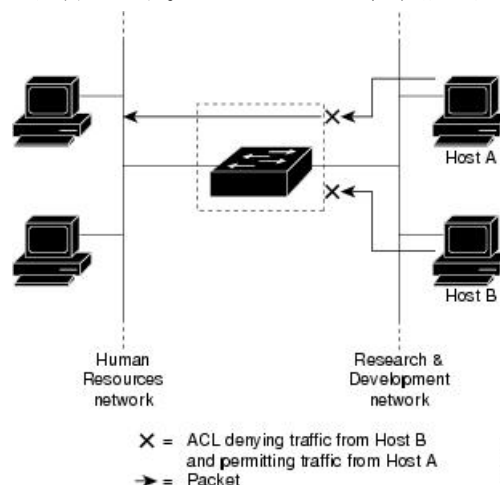 Host A
Host B
Human
Resources
network
Research &
Development
network
X = ACL denying traffic from Host B
and permitting traffic from Host A
= Packet